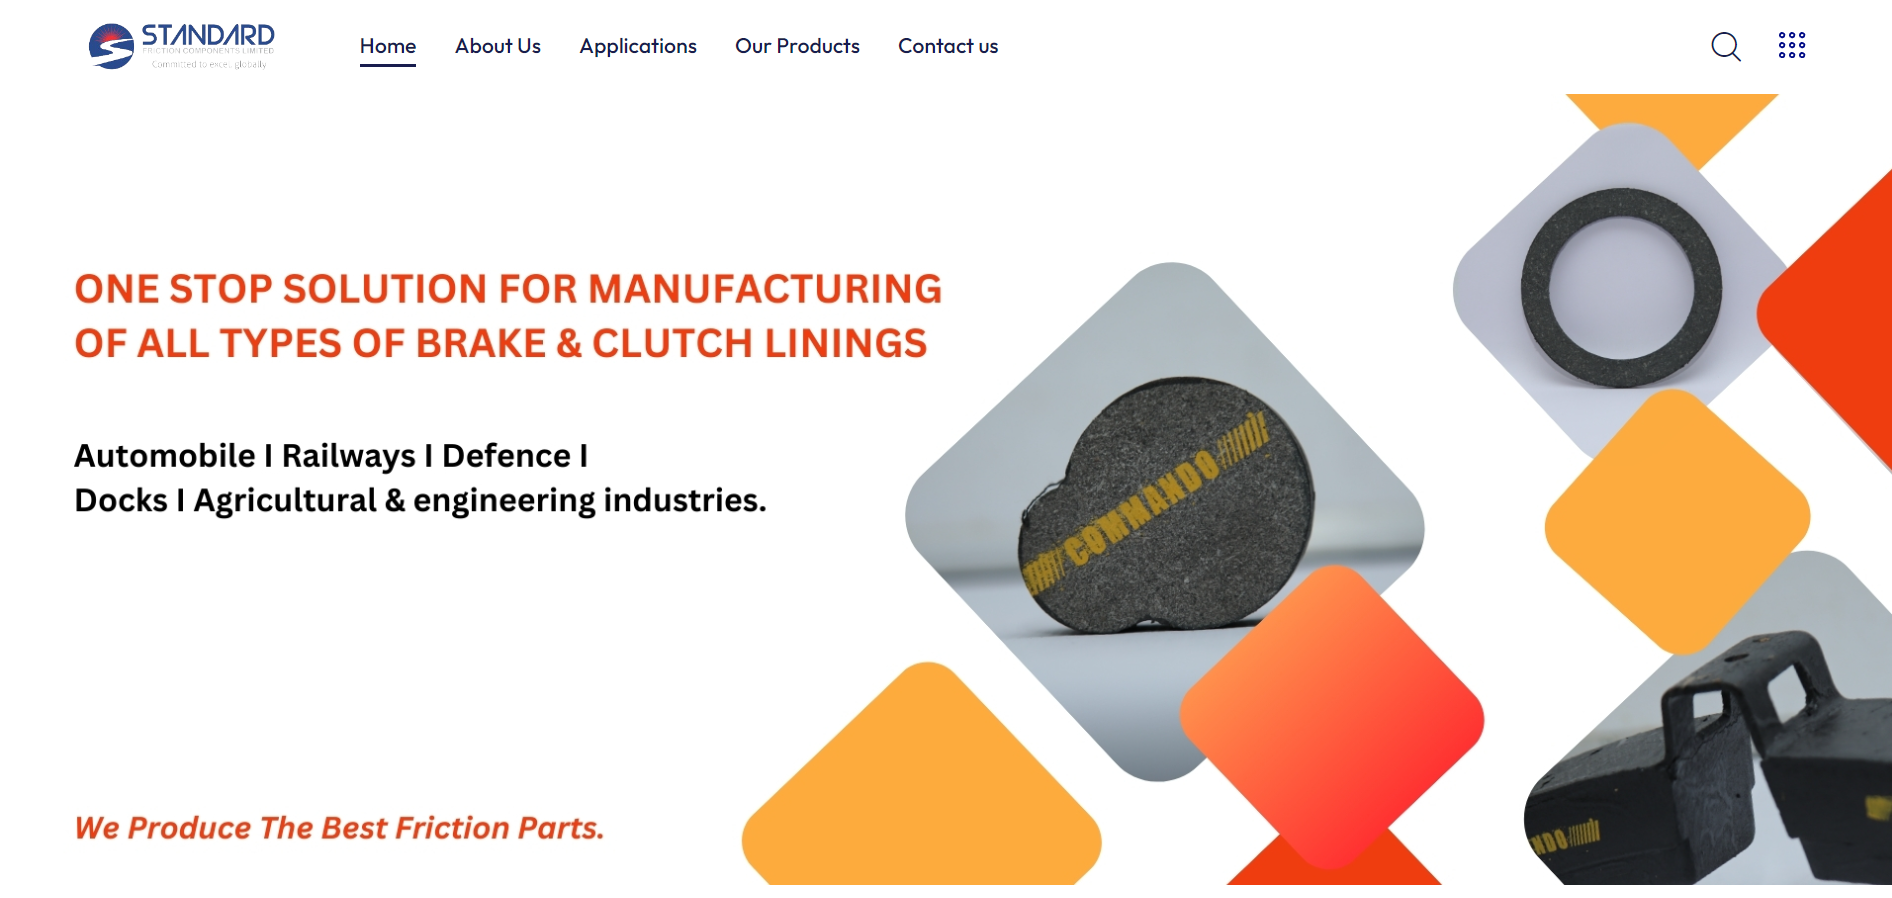 STANDARD
FRICTION COMPONENTS LIMITED
Committed to excel globally
Home
About Us
Applications
Our Products
Contact us
ONE STOP SOLUTION FOR MANUFACTURING
OF ALL TYPES OF BRAKE & CLUTCH LININGS
Automobile I Railways I Defence I
Docks I Agricultural & engineering industries.
COMMANDO
NDO
We Produce The Best Friction Parts.